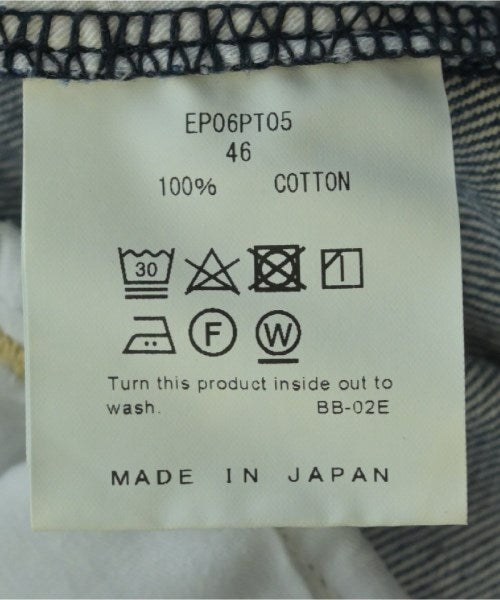 EP06PT05
46
100% COTTON
30
F W
Turn this product inside out to
wash. BB-02E
MADE IN JAPAN